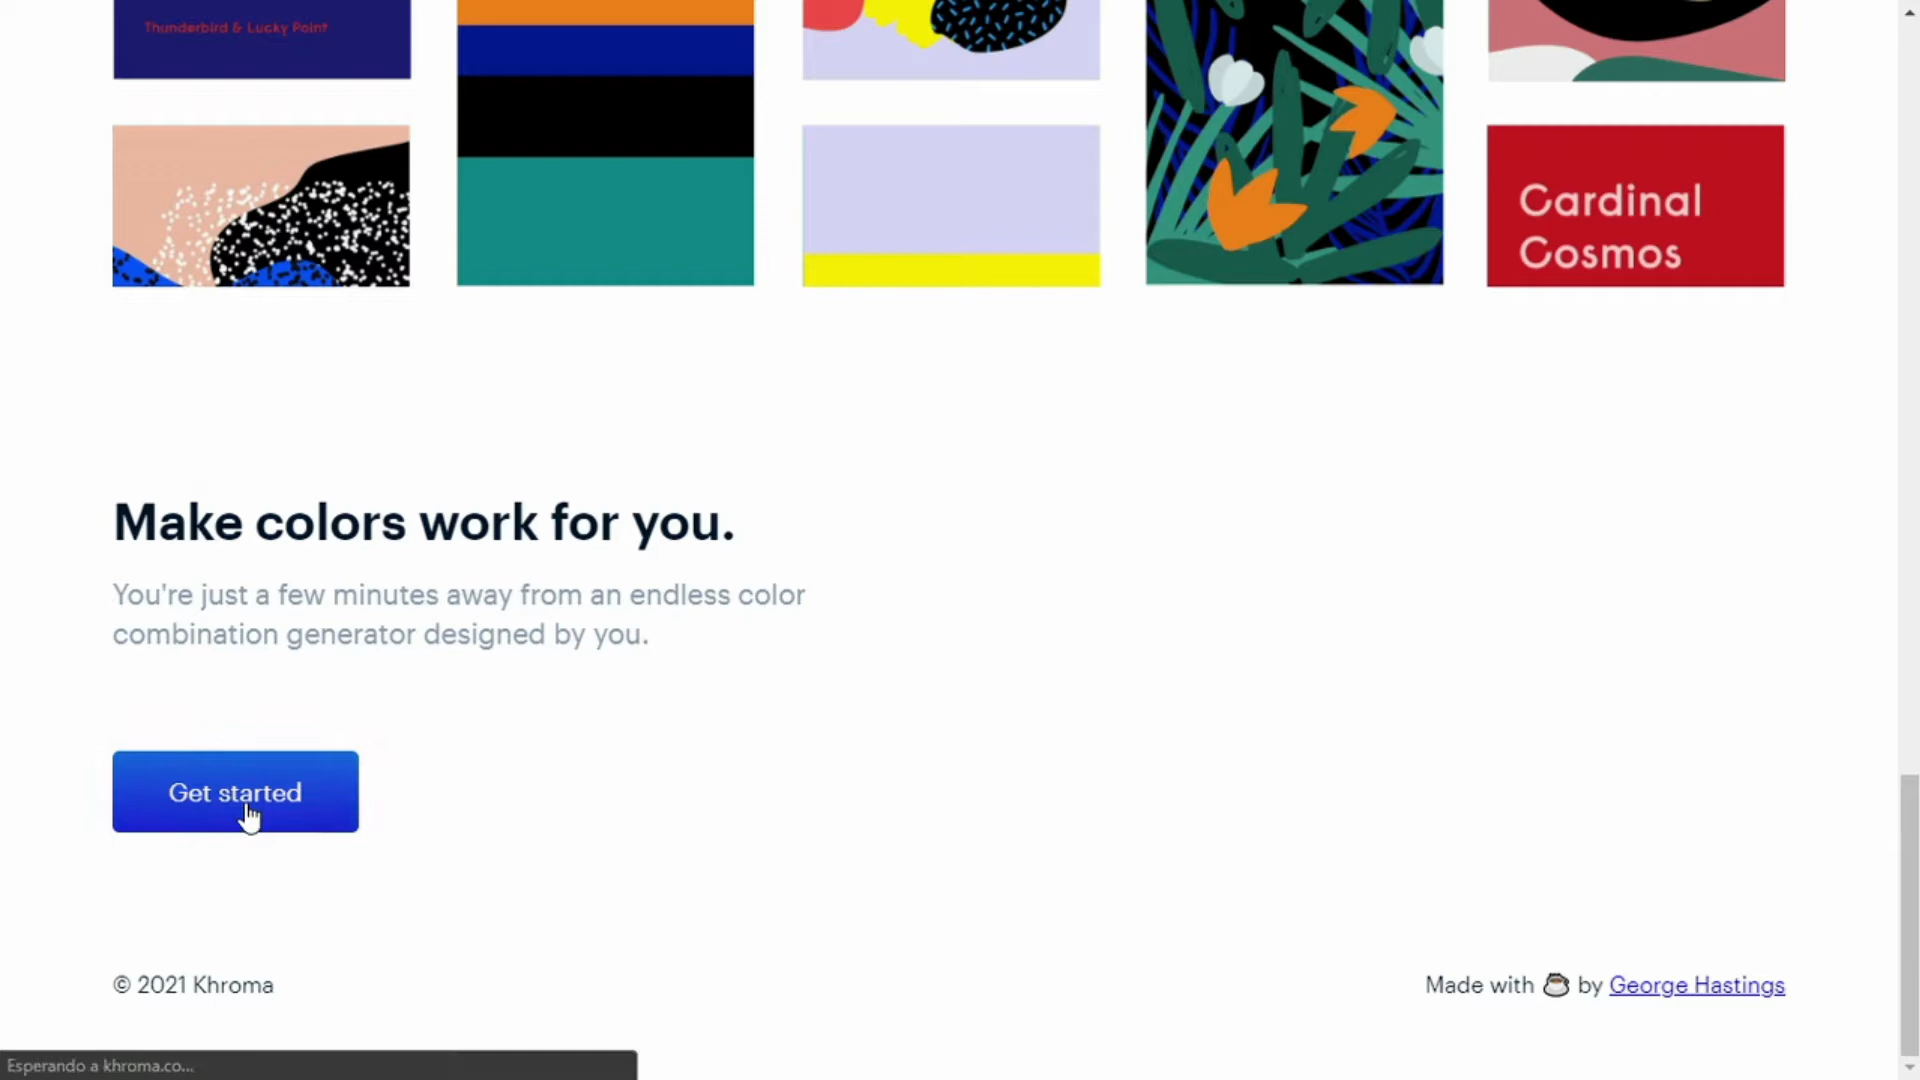 Thunderbird & Lucky Point
Cardinal
Cosmos
Make colors work for you.
You're just a few minutes away from an endless color
combination generator designed by you.
Get started
© 2021 Khroma
Made with ☕ by George Hastings
Esperando a khroma.co...